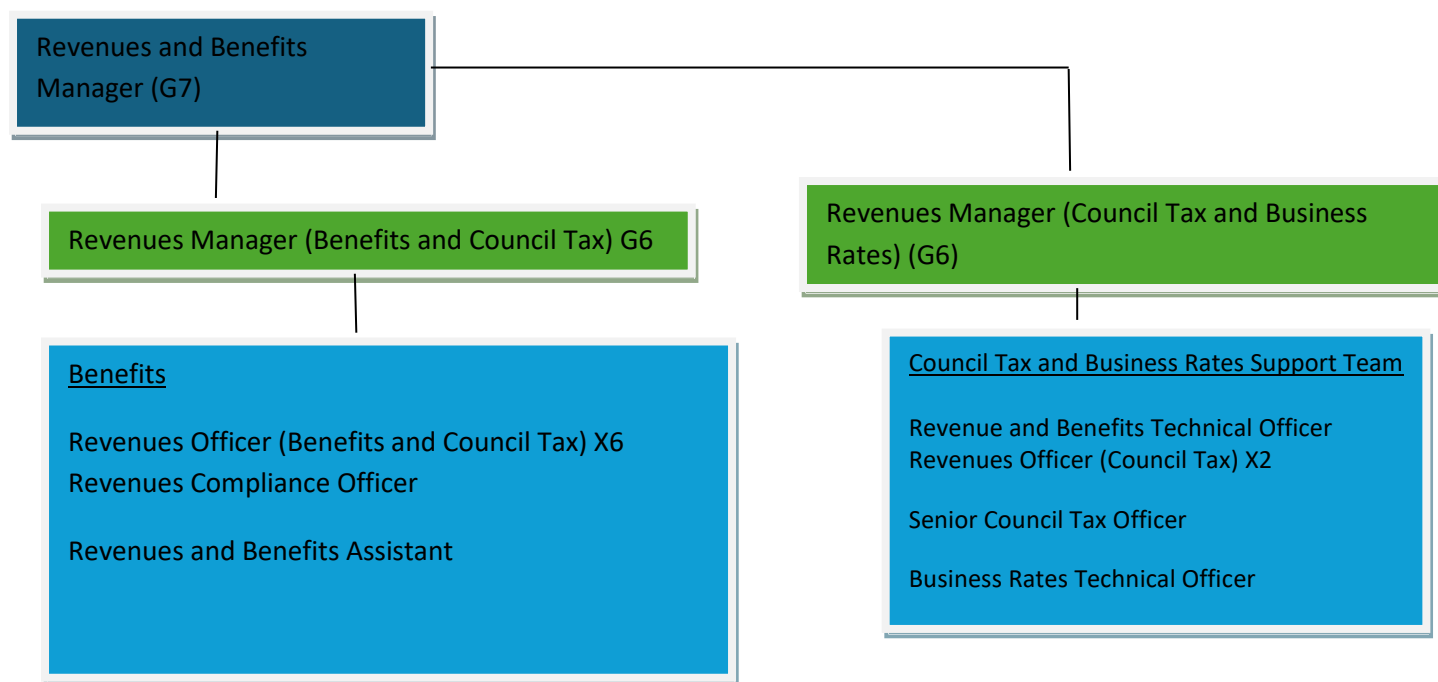 Revenues and Benefits
Manager (G7)
Revenues Manager (Benefits and Council Tax) G6
Revenues Manager (Council Tax and Business
Rates) (G6)
Benefits
Revenues Officer (Benefits and Council Tax) X6
Revenues Compliance Officer
Revenues and Benefits Assistant
Council Tax and Business Rates Support Team
Revenue and Benefits Technical Officer
Revenues Officer (Council Tax) X2
Senior Council Tax Officer
Business Rates Technical Officer